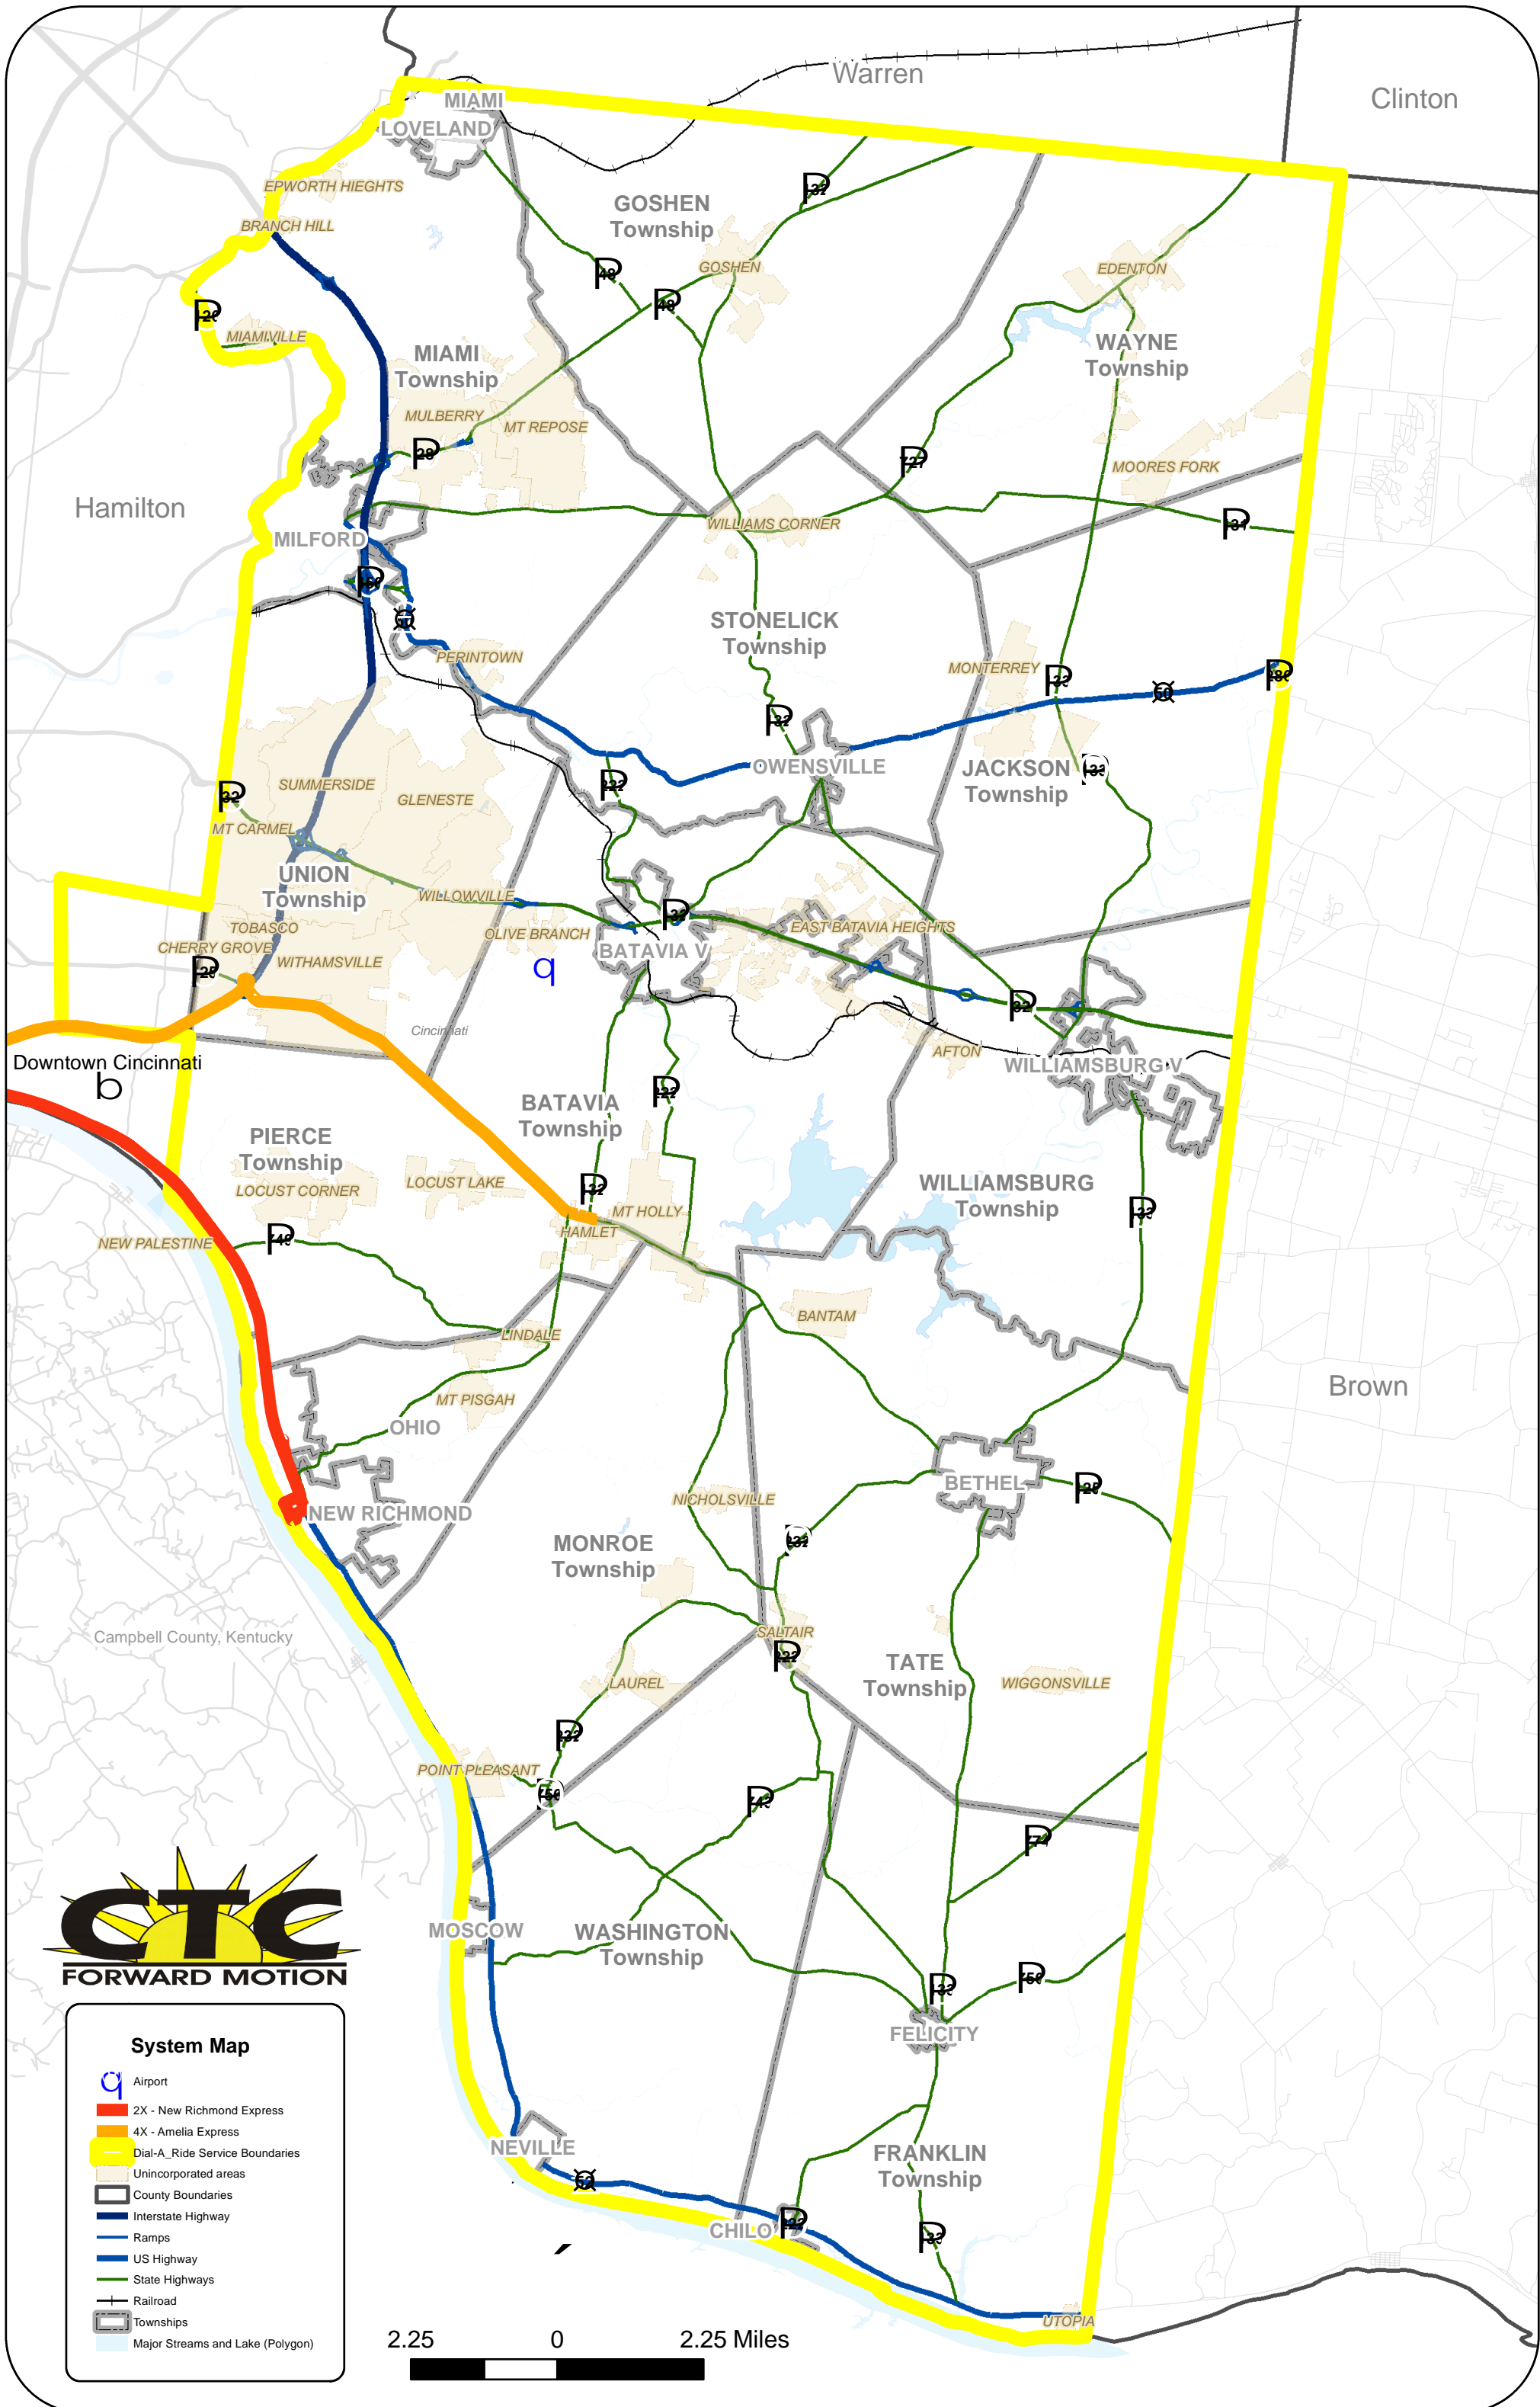 Warren
Clinton
MIAMI
LOVELAND
EPWORTH HIEGHTS
GOSHEN
Township
BRANCH HILL
GOSHEN
EDENTON
MIAMIVILLE
WAYNE
Township
MIAMI
Township
MULBERRY
MT REPOSE
MOORES FORK
Hamilton
WILLIAMS CORNER
MILFORD
STONELICK
Township
PERINTOWN
MONTERREY
OWENSVILLE
JACKSON
Township
SUMMERSIDE
GLENESTE
MT CARMEL
UNION
Township
WILLOWVILLE
TOBASCO
OLIVE BRANCH
EAST BATAVIA HEIGHTS
CHERRY GROVE
WITHAMSVILLE
BATAVIA V
q
Cincinnati
AFTON
Downtown Cincinnati
b
WILLIAMSBURG V
BATAVIA
Township
PIERCE
Township
LOCUST CORNER
LOCUST LAKE
WILLIAMSBURG
Township
MT HOLLY
HAMLET
NEW PALESTINE
BANTAM
LINDALE
Brown
MT PISGAH
OHIO
BETHEL
NICHOLSVILLE
NEW RICHMOND
MONROE
Township
SALTAIR
Campbell County, Kentucky
TATE
Township
LAUREL
WIGGONSVILLE
POINT PLEASANT
MOSCOW
WASHINGTON
Township
FELICITY
NEVILLE
FRANKLIN
Township
CHILO
UTOPIA
CTC
FORWARD MOTION
System Map
q Airport
2X - New Richmond Express
4X - Amelia Express
Dial-A_Ride Service Boundaries
Unincorporated areas
County Boundaries
Interstate Highway
Ramps
US Highway
State Highways
Railroad
Townships
Major Streams and Lake (Polygon)
2.25 0 2.25 Miles